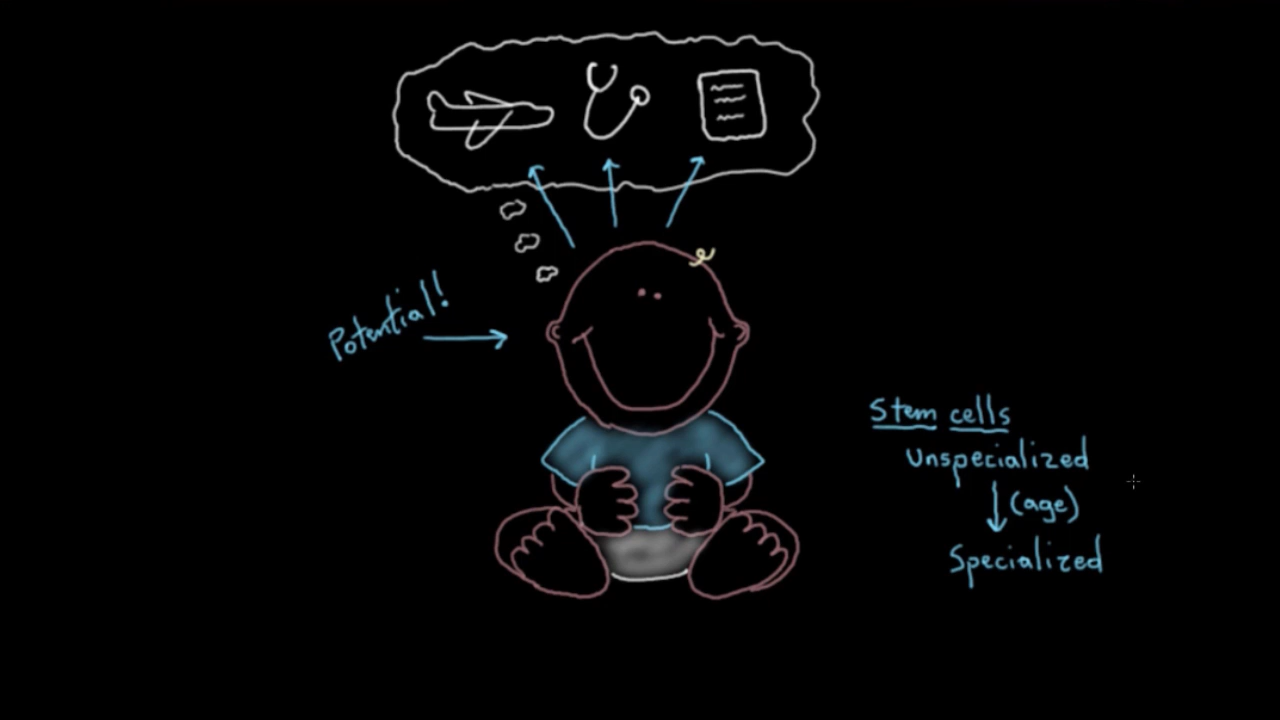 Potential!
Stem cells
Unspecialized
(age)
Specialized